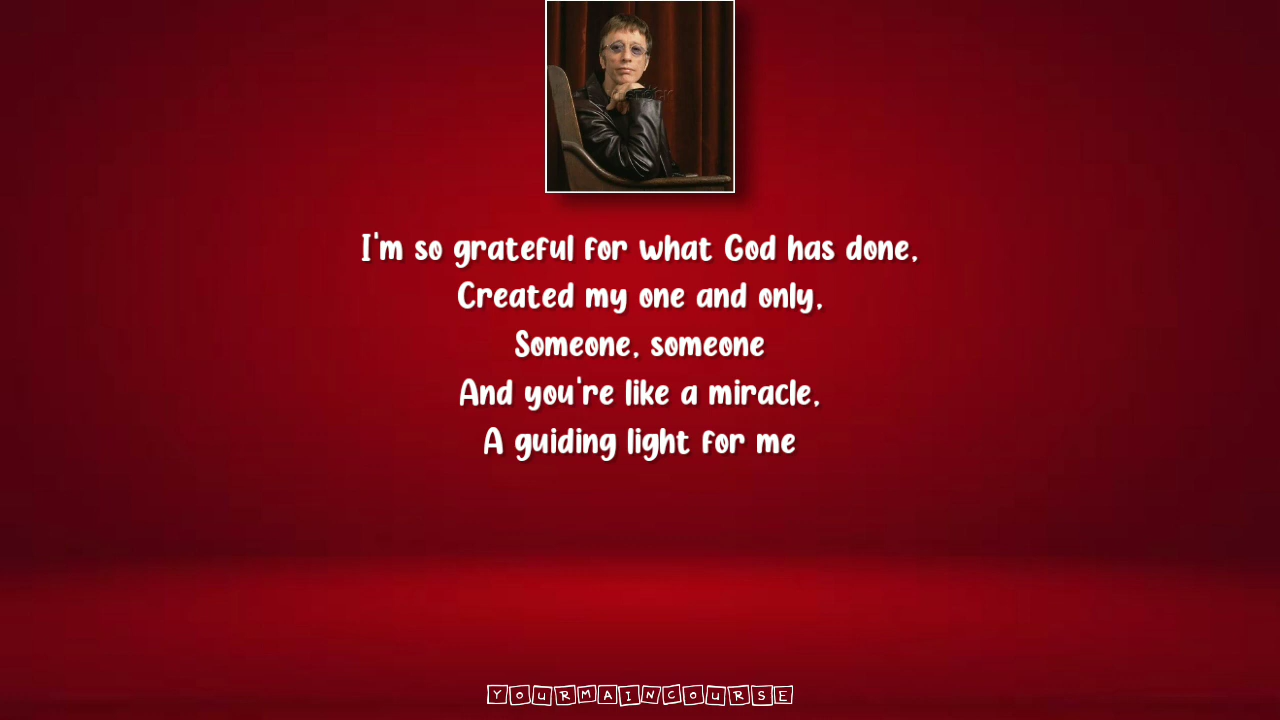 I'm so grateful for what God has done,
Created my one and only,
Someone, someone
And you're like a miracle,
A guiding light for me
YOURMAINCOURSE